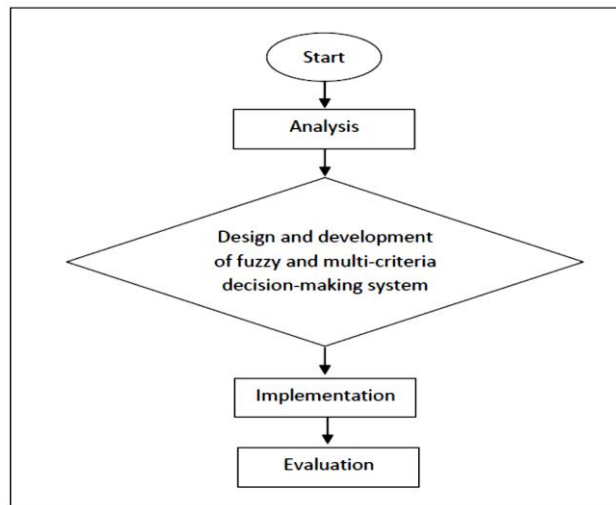 Start
Analysis
Design and development
of fuzzy and multi-criteria
decision-making system
Implementation
Evaluation